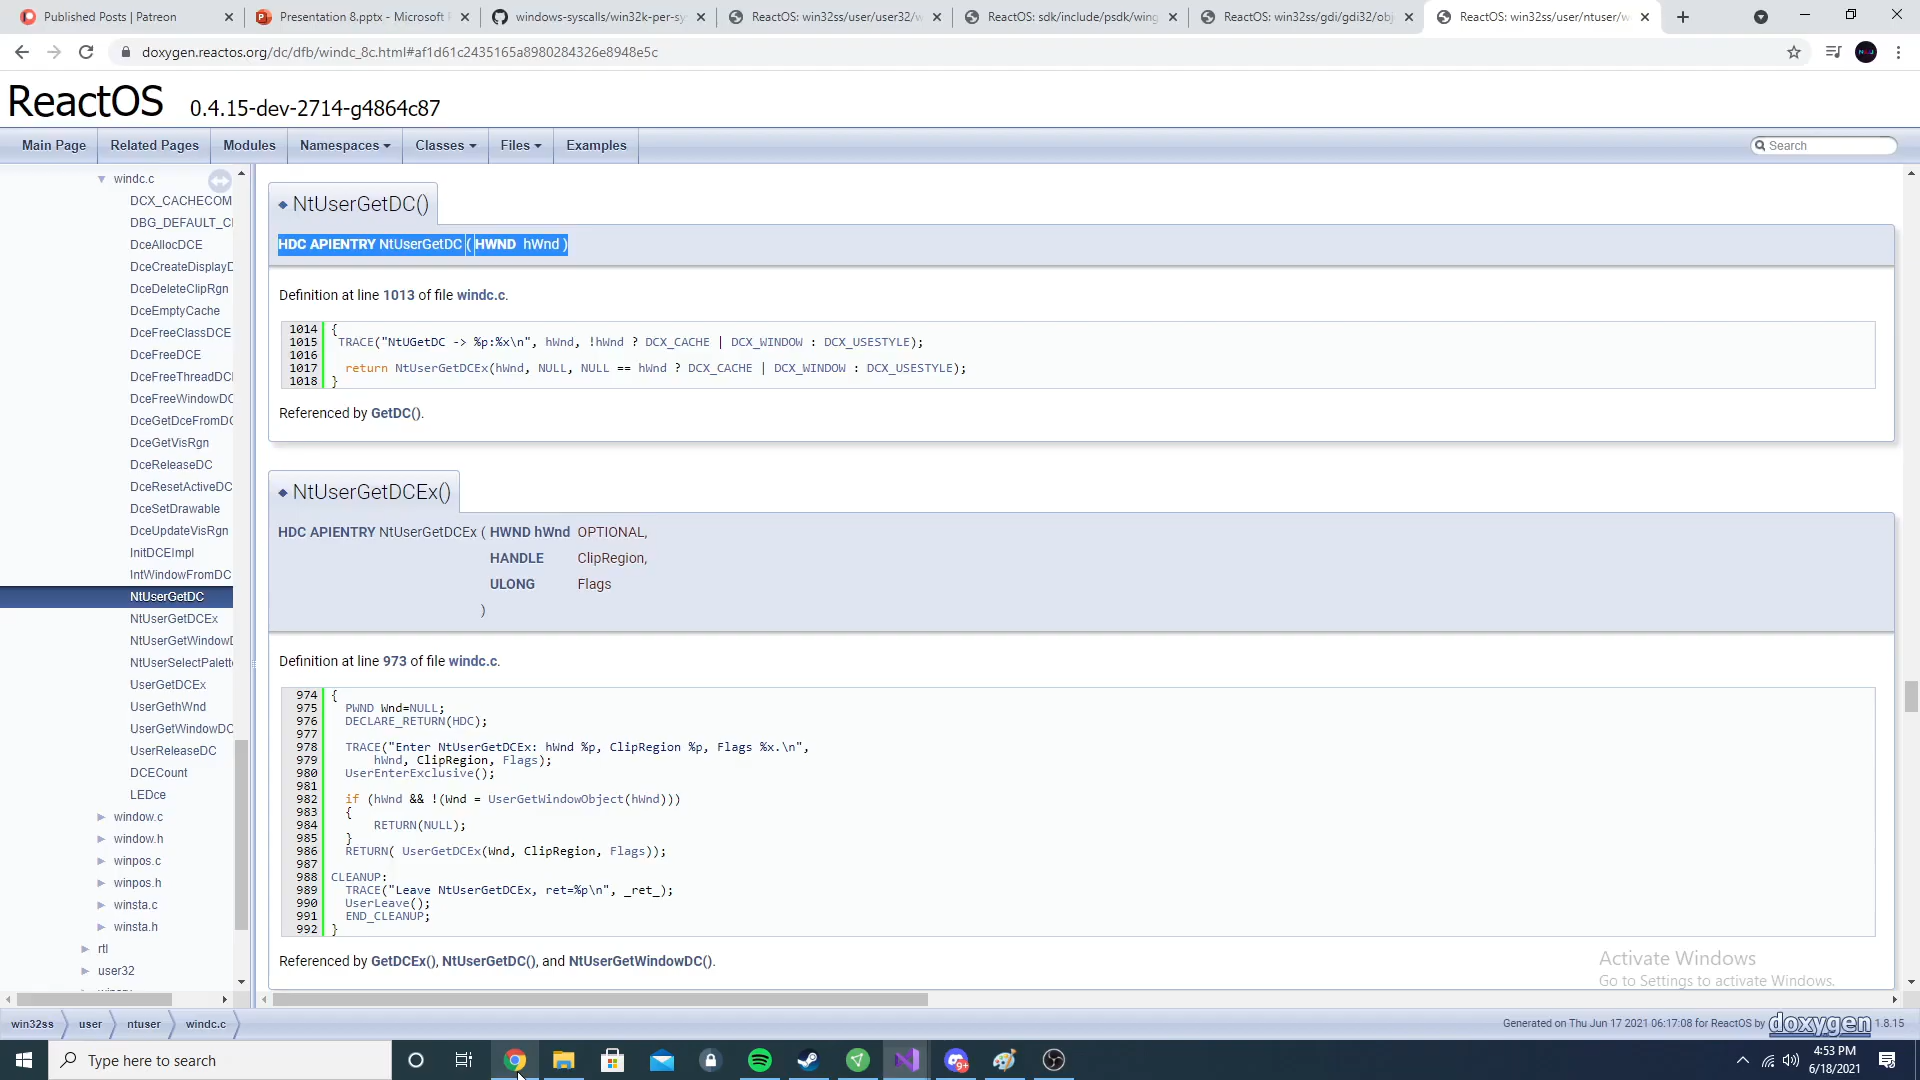 Published Posts | Patreon
Presentation 8.pptx - Microsoft
windows-syscalls/win32k-per-sy
ReactOS: win32ss/user/user32/w
ReactOS: sdk/include/psdk/wing
ReactOS: win32ss/gdi/gdi32/obj
ReactOS: win32ss/user/ntuser/w
doxygen.reactos.org/dc/dfb/windc_8c.html#af1d61c2435165a8980284326e8948e5c
ReactOS 0.4.15-dev-2714-g4864c87
Main Page Related Pages Modules Namespaces Classes Files Examples Search
windc.c
DCX_CACHECOM
DBG_DEFAULT_C
DceAllocDCE
DceCreateDisplayD
DceDeleteClipRgn
DceEmptyCache
DceFreeClassDCE
DceFreeDCE
DceFreeThreadDC
DceFreeWindowDC
DceGetDceFromDC
DceGetVisRgn
DceReleaseDC
DceResetActiveDC
DceSetDrawable
DceUpdateVisRgn
InitDCEImpl
IntWindowFromDC
NtUserGetDC
NtUserGetDCEx
NtUserGetWindowD
NtUserSelectPalett
UserGetDCEx
UserGethWnd
UserGetWindowDC
UserReleaseDC
DCECount
LEDce
window.c
window.h
winpos.c
winpos.h
winsta.c
winsta.h
rtl
user32
NtUserGetDC()
HDC APIENTRY NtUserGetDC ( HWND hWnd )
Definition at line 1013 of file windc.c.
1014 {
1015 TRACE("NtUGetDC -> %p:%x\n", hWnd, !hWnd ? DCX_CACHE | DCX_WINDOW : DCX_USESTYLE);
1016
1017 return NtUserGetDCEx(hWnd, NULL, NULL == hWnd ? DCX_CACHE | DCX_WINDOW : DCX_USESTYLE);
1018 }
Referenced by GetDC().
NtUserGetDCEx()
HDC APIENTRY NtUserGetDCEx ( HWND hWnd OPTIONAL,
HANDLE ClipRegion,
ULONG Flags
)
Definition at line 973 of file windc.c.
974 {
975 PWND Wnd=NULL;
976 DECLARE_RETURN(HDC);
977
978 TRACE("Enter NtUserGetDCEx: hWnd %p, ClipRegion %p, Flags %x.\n",
979 hWnd, ClipRegion, Flags);
980 UserEnterExclusive();
981
982 if (hWnd && !(Wnd = UserGetWindowObject(hWnd)))
983 {
984 RETURN(NULL);
985 }
986 RETURN( UserGetDCEx(Wnd, ClipRegion, Flags));
987
988 CLEANUP:
989 TRACE("Leave NtUserGetDCEx, ret=%p\n", _ret_);
990 UserLeave();
991 END_CLEANUP;
992 }
Referenced by GetDCEx(), NtUserGetDC(), and NtUserGetWindowDC().
Activate Windows
Go to Settings to activate Windows.
win32ss user ntuser windc.c
Generated on Thu Jun 17 2021 06:17:08 for ReactOS by doxygen 1.8.15
Type here to search
4:53 PM
6/18/2021